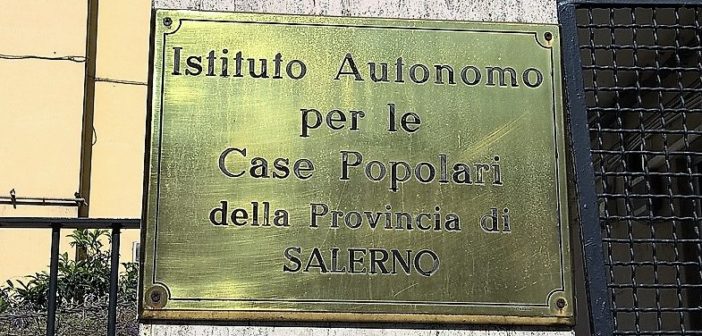 Istituto Autonomo
per le
Case Popolari
della Provincia di
SALERNO